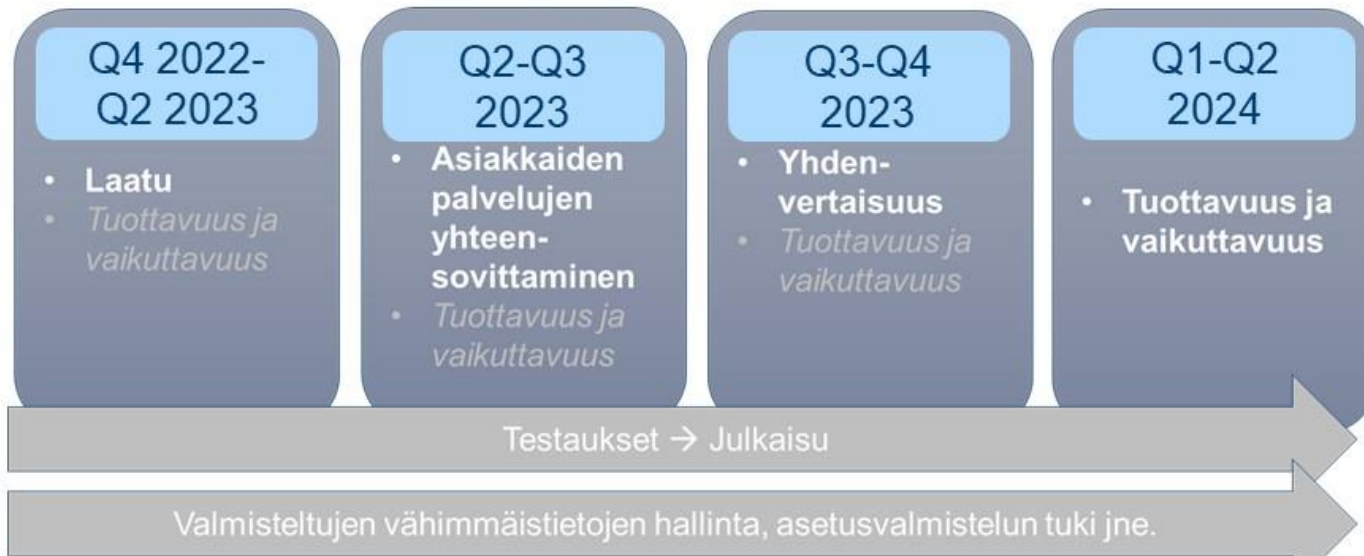 Q4 2022-
Q2 2023
• Laatu
• Tuottavuus ja
vaikuttavuus
Q2-Q3
2023
• Asiakkaiden
palvelujen
yhteen-
sovittaminen
• Tuottavuus ja
vaikuttavuus
Q3-Q4
2023
• Yhden-
vertaisuus
• Tuottavuus ja
vaikuttavuus
Q1-Q2
2024
• Tuottavuus ja
vaikuttavuus
Testaukset → Julkaisu
Valmisteltujen vähimmäistietojen hallinta, asetusvalmistelun tuki jne.